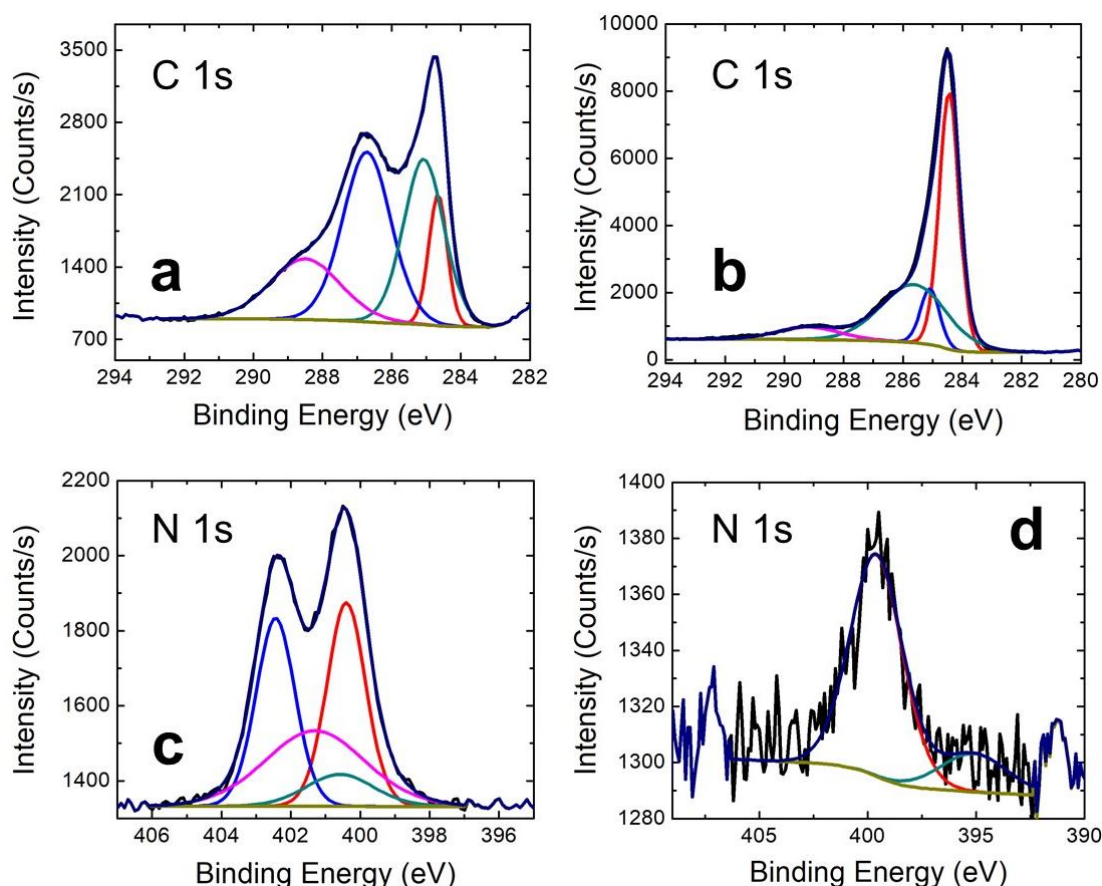 C 1s
a
Intensity (Counts/s)
3500
2800
2100
1400
700
294 292 290 288 286 284 282
Binding Energy (eV)
C 1s
b
Intensity (Counts/s)
10000
8000
6000
4000
2000
0
294 292 290 288 286 284 282 280
Binding Energy (eV)
N 1s
c
Intensity (Counts/s)
2200
2000
1800
1600
1400
406 404 402 400 398 396
Binding Energy (eV)
N 1s
d
Intensity (Counts/s)
1400
1380
1360
1340
1320
1300
1280
405 400 395 390
Binding Energy (eV)